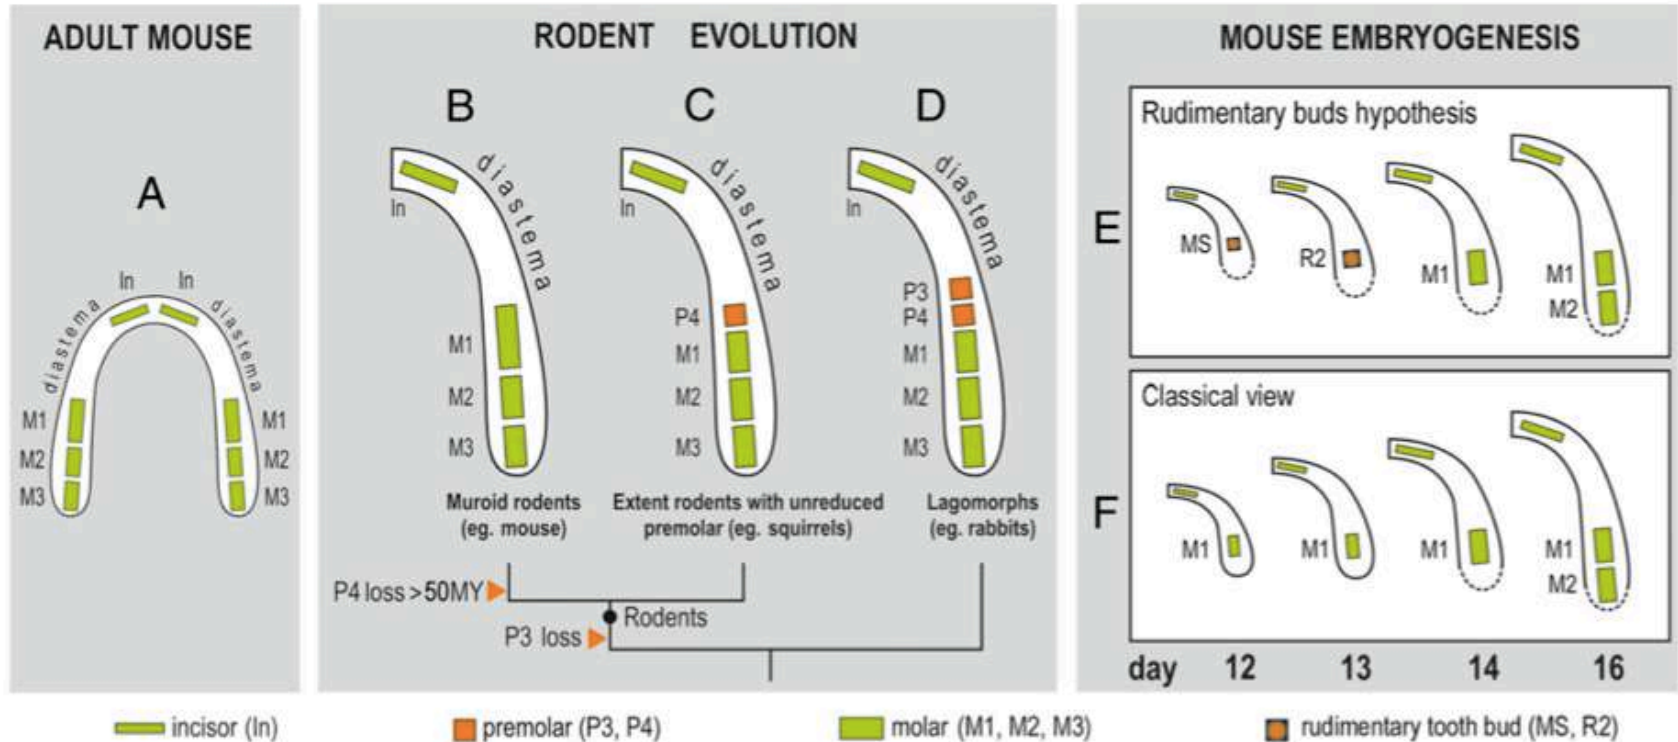 ADULT MOUSE
A
In In
diastema diastema
M1 M1
M2 M2
M3 M3
RODENT EVOLUTION
B C D
diastema diastema diastema
In In In
P3
P4 P4
M1 M1 M1
M2 M2 M2
M3 M3 M3
Muroid rodents
(eg. mouse)
Extent rodents with unreduced
premolar (eg. squirrels)
Lagomorphs
(eg. rabbits)
P4 loss >50MY
Rodents
P3 loss
MOUSE EMBRYOGENESIS
E
Rudimentary buds hypothesis
MS R2 M1 M1
M2
F
Classical view
M1 M1 M1 M1
M2
day 12 13 14 16
incisor (In) premolar (P3, P4) molar (M1, M2, M3) rudimentary tooth bud (MS, R2)